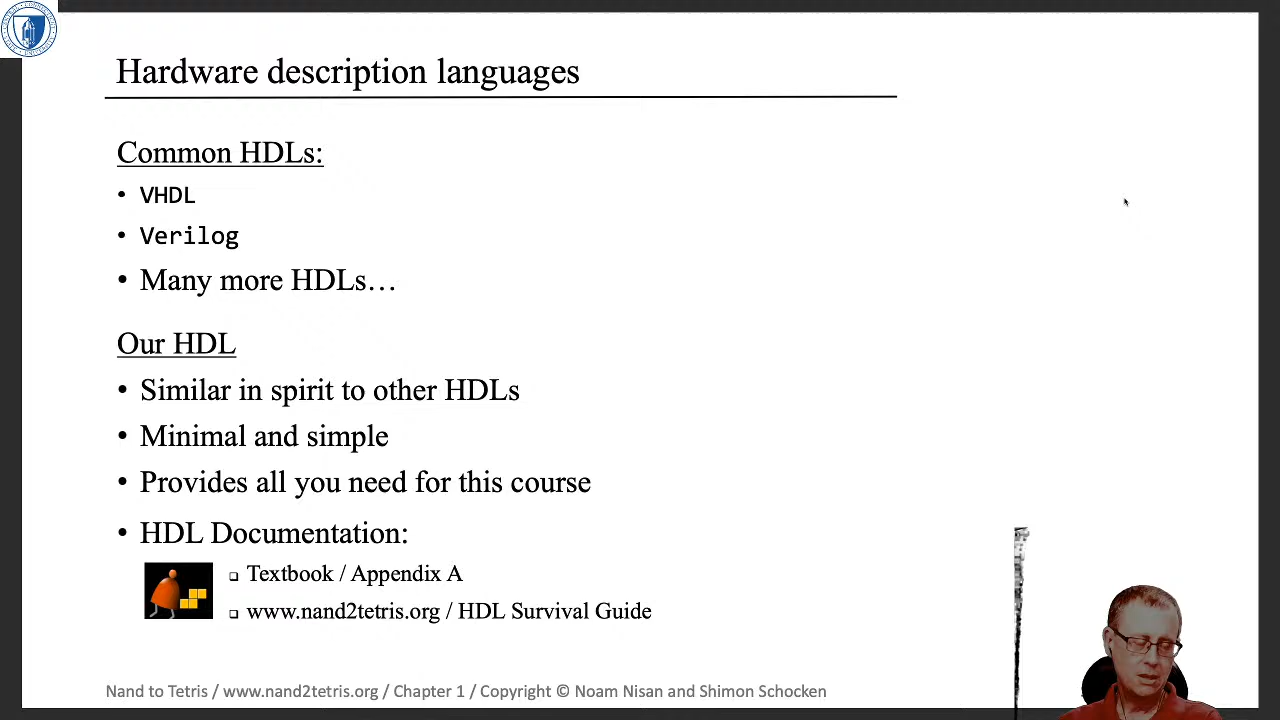 Hardware description languages
Common HDLs:
• VHDL
• Verilog
• Many more HDLs…
Our HDL
• Similar in spirit to other HDLs
• Minimal and simple
• Provides all you need for this course
• HDL Documentation:
❑ Textbook / Appendix A
❑ www.nand2tetris.org / HDL Survival Guide
Nand to Tetris / www.nand2tetris.org / Chapter 1 / Copyright © Noam Nisan and Shimon Schocken